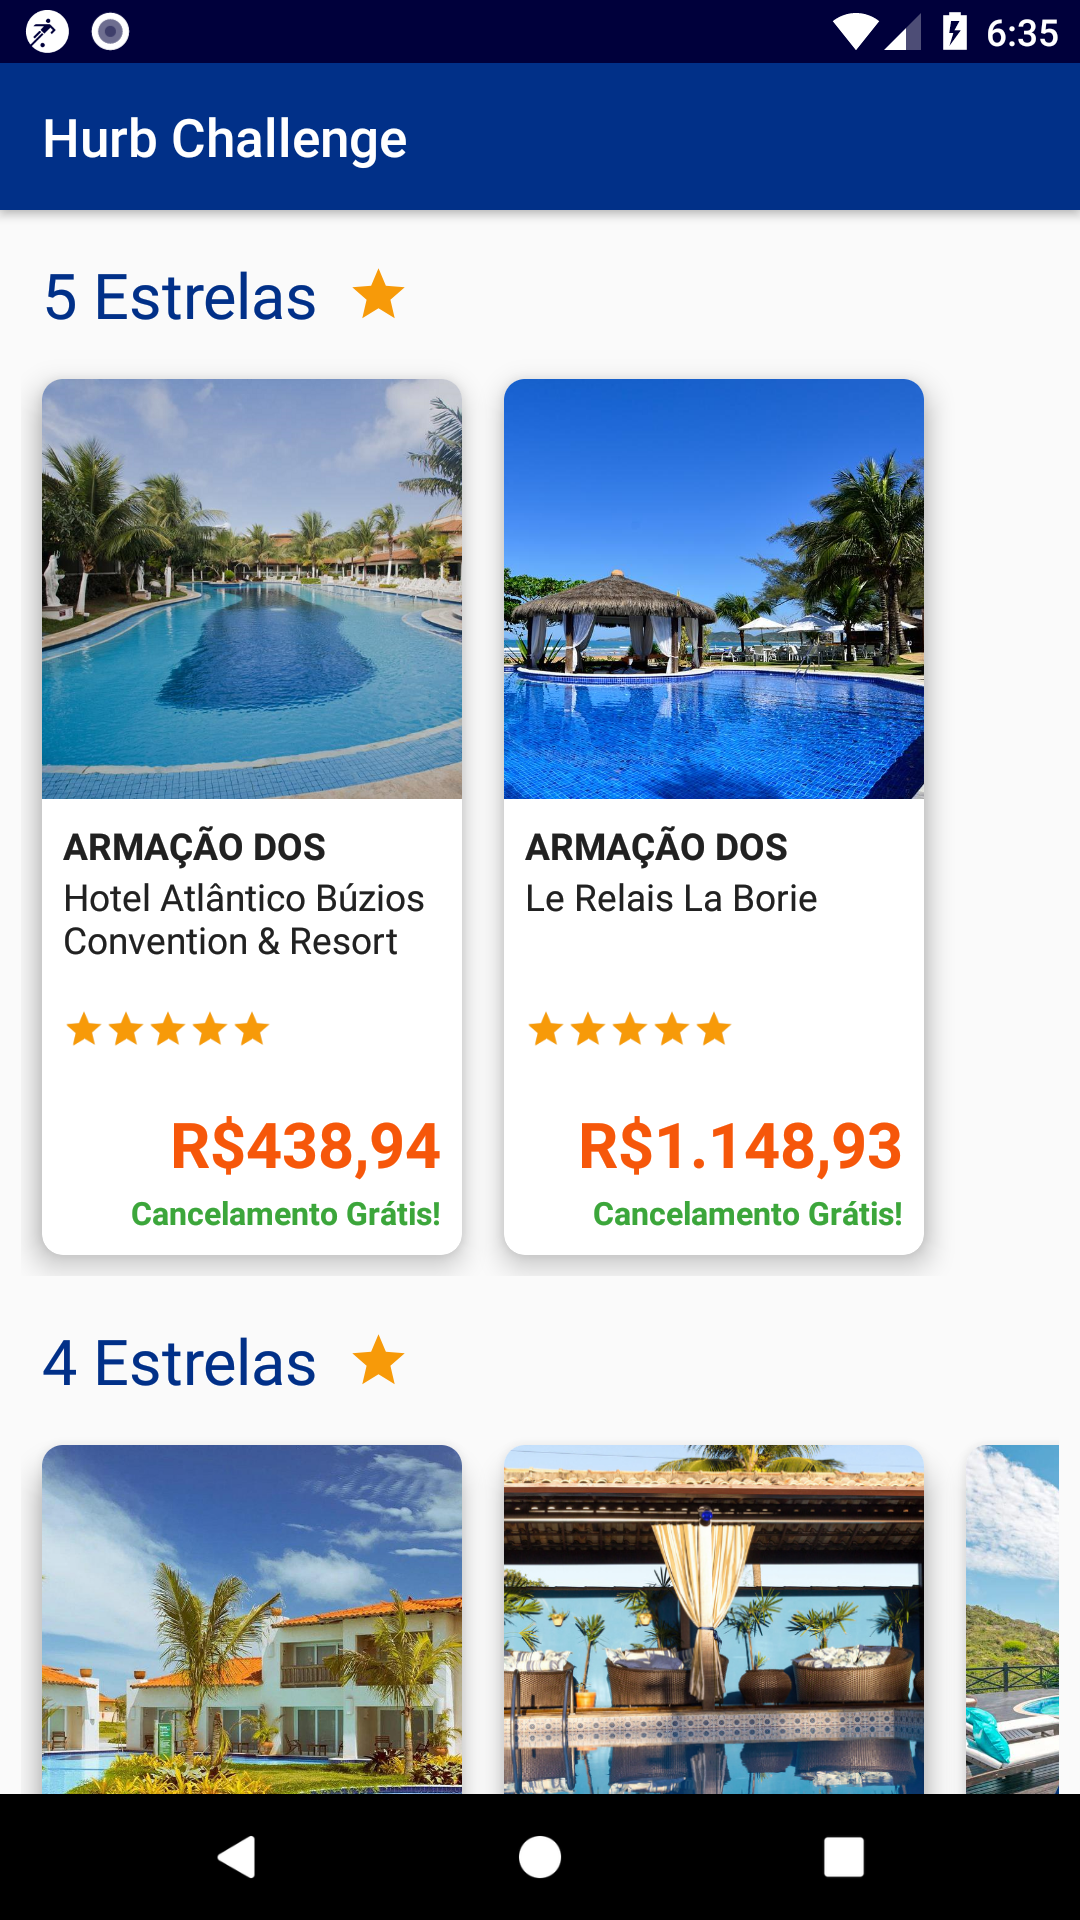 6:35
Hurb Challenge
5 Estrelas
ARMAÇÃO DOS
Hotel Atlântico Búzios
Convention & Resort
R$438,94
Cancelamento Grátis!
ARMAÇÃO DOS
Le Relais La Borie
R$1.148,93
Cancelamento Grátis!
4 Estrelas